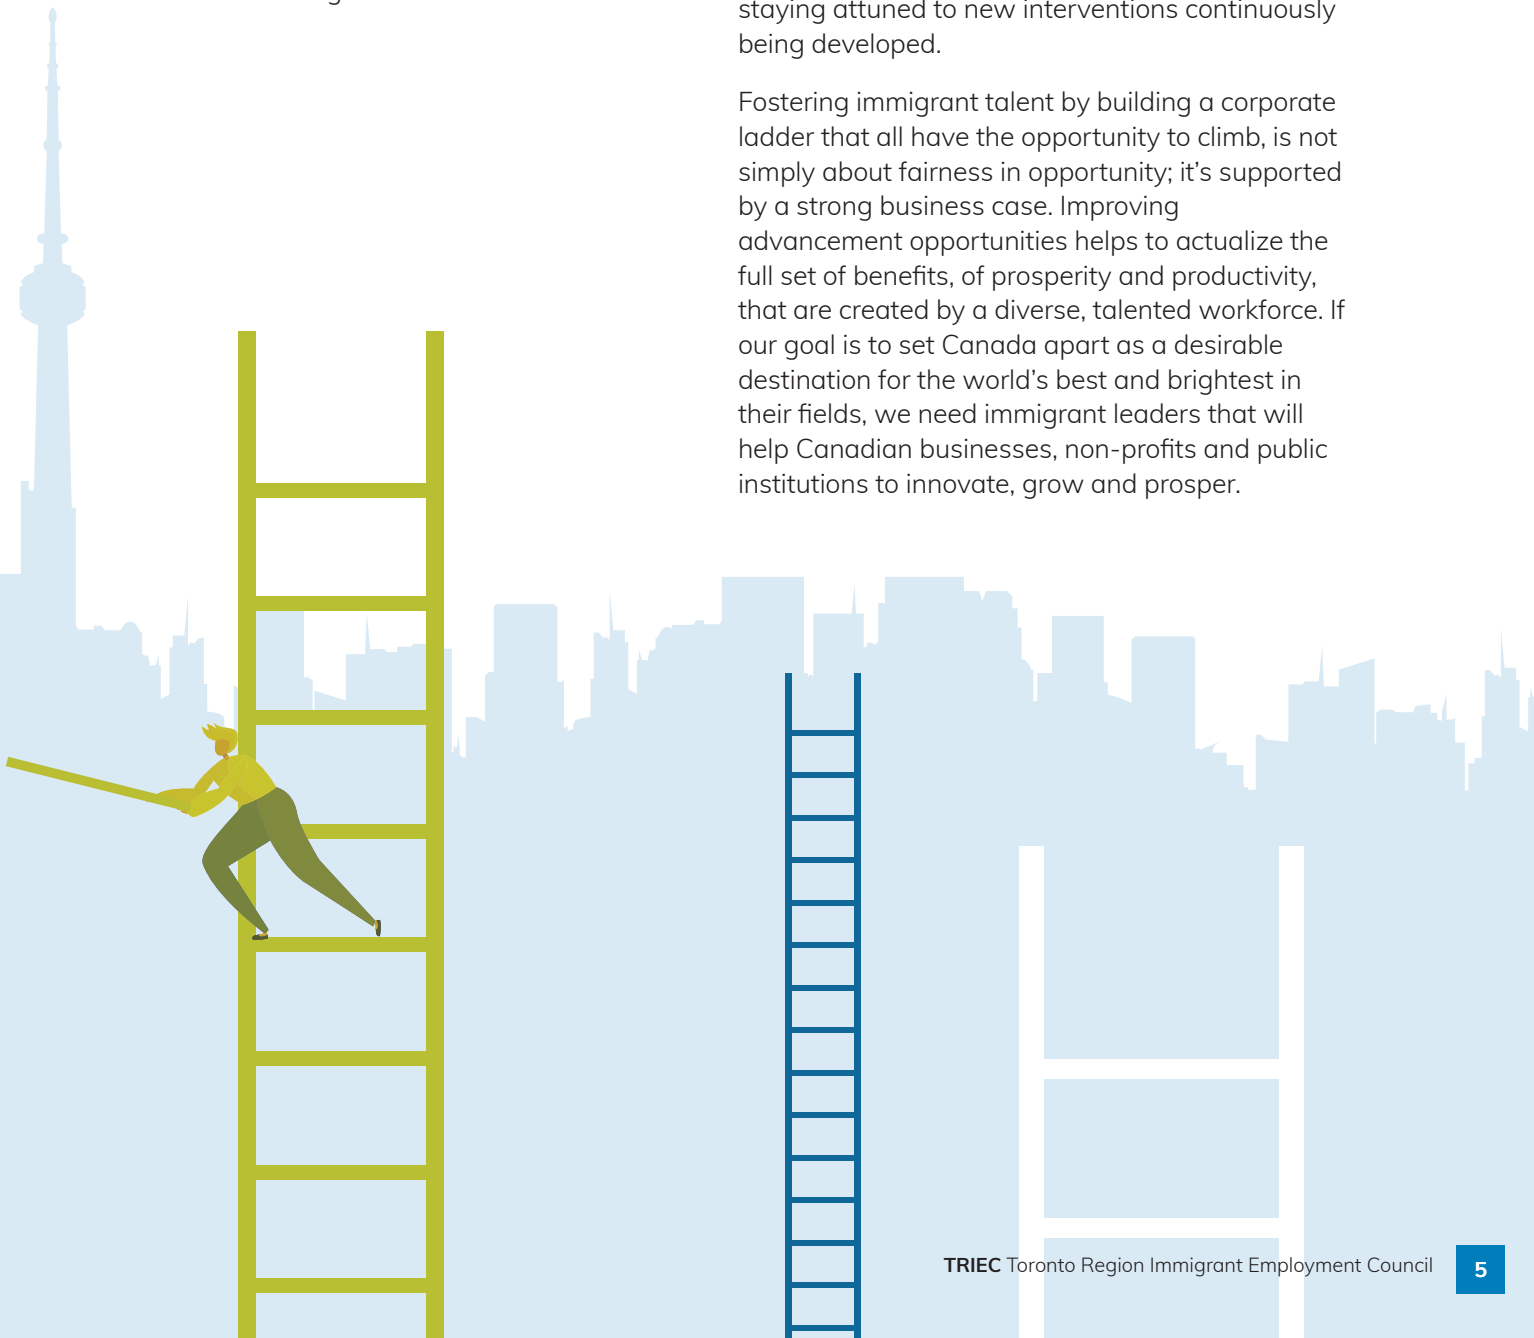 staying attuned to new interventions continuously
being developed.
Fostering immigrant talent by building a corporate
ladder that all have the opportunity to climb, is not
simply about fairness in opportunity; it’s supported
by a strong business case. Improving
advancement opportunities helps to actualize the
full set of benefits, of prosperity and productivity,
that are created by a diverse, talented workforce. If
our goal is to set Canada apart as a desirable
destination for the world’s best and brightest in
their fields, we need immigrant leaders that will
help Canadian businesses, non-profits and public
institutions to innovate, grow and prosper.
TRIEC Toronto Region Immigrant Employment Council
5